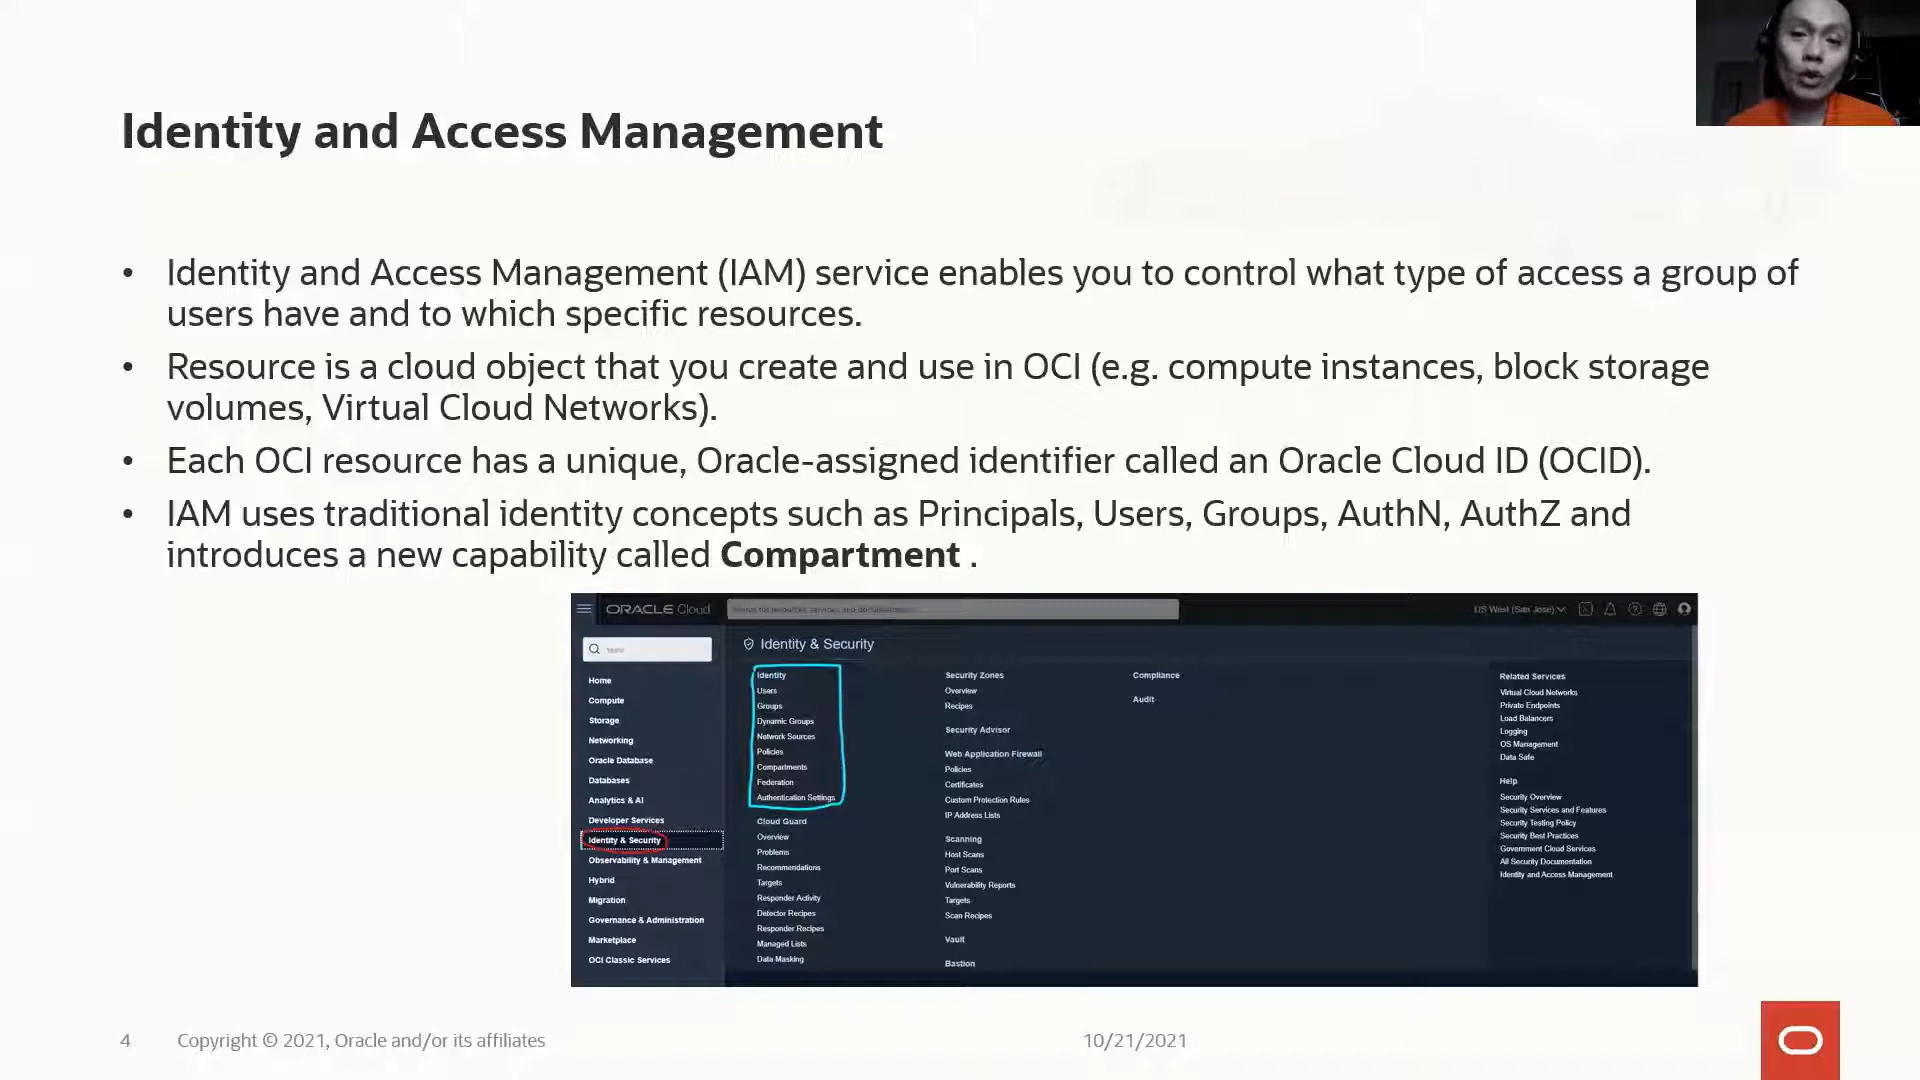 Identity and Access Management
• Identity and Access Management (IAM) service enables you to control what type of access a group of
users have and to which specific resources.
• Resource is a cloud object that you create and use in OCI (e.g. compute instances, block storage
volumes, Virtual Cloud Networks).
• Each OCI resource has a unique, Oracle-assigned identifier called an Oracle Cloud ID (OCID).
• IAM uses traditional identity concepts such as Principals, Users, Groups, AuthN, AuthZ and
introduces a new capability called Compartment .
ORACLE Cloud
Search for resources, services, and documentation
US West (San Jose)
Home
Compute
Storage
Networking
Oracle Database
Databases
Analytics & AI
Developer Services
Identity & Security
Observability & Management
Hybrid
Migration
Governance & Administration
Marketplace
OCI Classic Services
Identity & Security
Identity
Users
Groups
Dynamic Groups
Network Sources
Policies
Compartments
Federation
Authentication Settings
Cloud Guard
Overview
Problems
Recommendations
Targets
Responder Activity
Detector Recipes
Responder Recipes
Managed Lists
Data Masking
Security Zones
Overview
Recipes
Security Advisor
Web Application Firewall
Policies
Certificates
Custom Protection Rules
IP Address Lists
Scanning
Host Scans
Port Scans
Vulnerability Reports
Targets
Scan Recipes
Vault
Bastion
Compliance
Audit
Related Services
Virtual Cloud Networks
Private Endpoints
Load Balancers
Logging
OS Management
Data Safe
Help
Security Overview
Security Services and Features
Security Testing Policy
Security Best Practices
Government Cloud Services
All Security Documentation
Identity and Access Management
4
Copyright © 2021, Oracle and/or its affiliates
10/21/2021